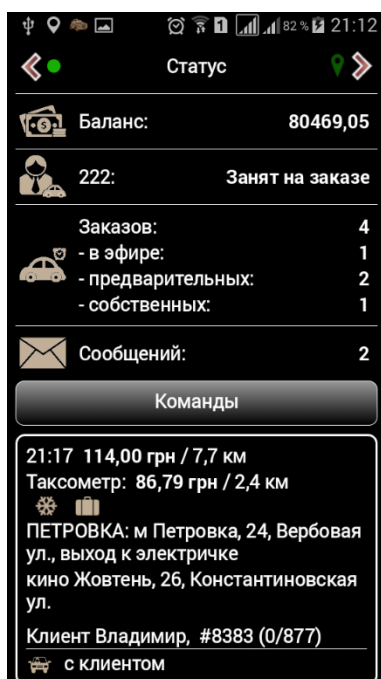 1 82 % 21:12
Статус
Баланс: 80469,05
222: Занят на заказе
Заказов: 4
- в эфире: 1
- предварительных: 2
- собственных: 1
Сообщений: 2
Команды
21:17 114,00 грн / 7,7 км
Таксометр: 86,79 грн / 2,4 км
ПЕТРОВКА: м Петровка, 24, Вербовая
ул., выход к электричке
кино Жовтень, 26, Константиновская
ул.
Клиент Владимир, #8383 (0/877)
с клиентом